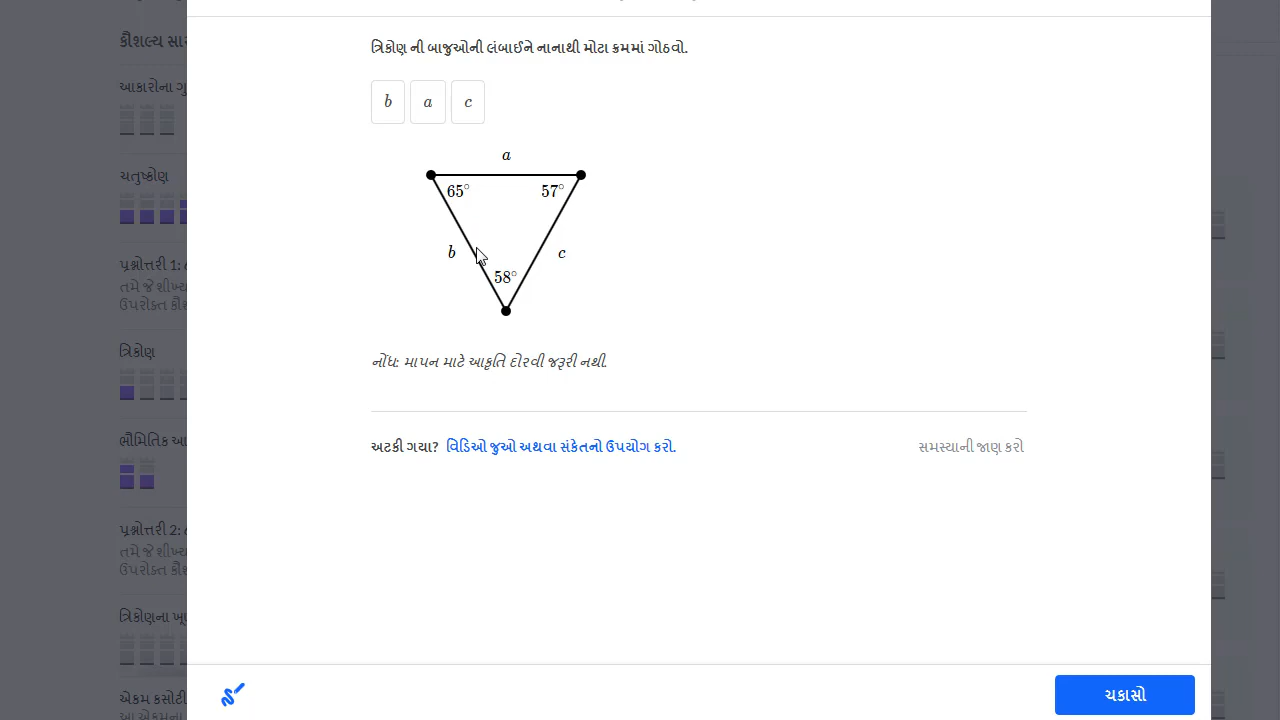 ત્રિકોણ ની બાજુઓની લંબાઈને નાનાથી મોટા ક્રમમાં ગોઠવો.
b a c
a
65° 57°
b c
58°
નોંધ: માપન માટે આકૃતિ દોરવી જરૂરી નથી.
અટકી ગયા? વિડિઓ જુઓ અથવા સંકેતનો ઉપયોગ કરો. સમસ્યાની જાણ કરો
ચકાસો
કૌશલ્ય
આકારોના
ચતુષ્કોણ
પ્રશ્નોત્તરી 1:
તમે જે શીખ્યા
ઉપરોક્ત
ત્રિકોણ
ભૌમિતિક
પ્રશ્નોત્તરી 2:
તમે જે શીખ્યા
ઉપરોક્ત
ત્રિકોણના
એકમ કસોટી
આ એકમના